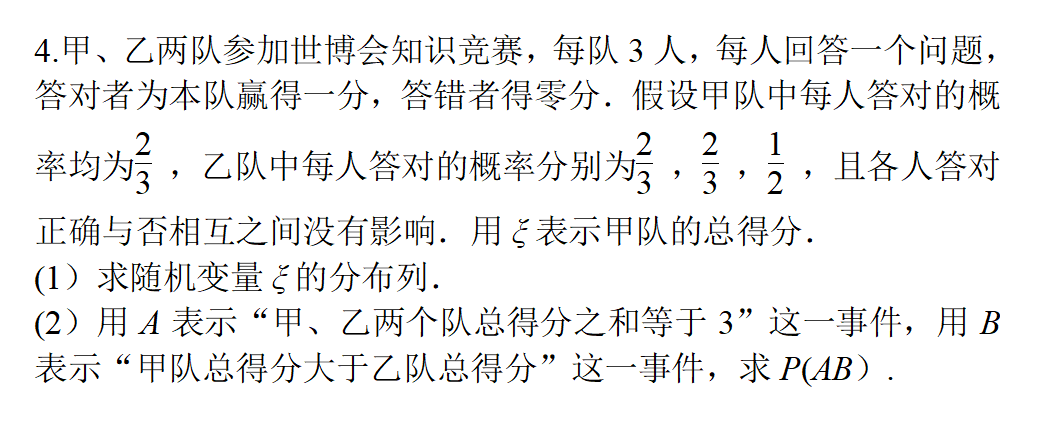 4.甲、乙两队参加世博会知识竞赛，每队 3 人，每人回答一个问题，
答对者为本队赢得一分，答错者得零分．假设甲队中每人答对的概
率均为2/3，乙队中每人答对的概率分别为2/3，2/3，1/2，且各人答对
正确与否相互之间没有影响．用 ξ 表示甲队的总得分．
(1）求随机变量 ξ 的分布列．
(2）用 A 表示“甲、乙两个队总得分之和等于 3”这一事件，用 B
表示“甲队总得分大于乙队总得分”这一事件，求 P(AB）.